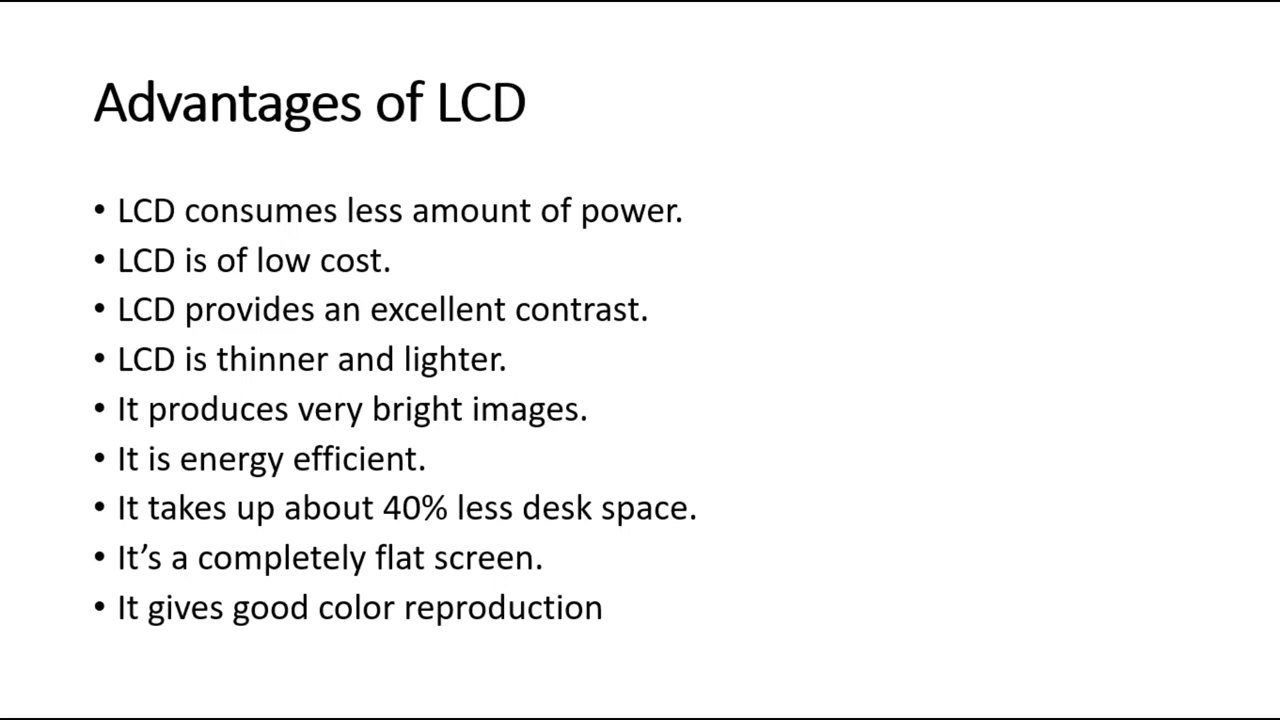 Advantages of LCD
• LCD consumes less amount of power.
• LCD is of low cost.
• LCD provides an excellent contrast.
• LCD is thinner and lighter.
• It produces very bright images.
• It is energy efficient.
• It takes up about 40% less desk space.
• It’s a completely flat screen.
• It gives good color reproduction